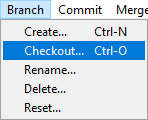 Branch Commit Merge
Create... Ctrl-N
Checkout... Ctrl-O
Rename...
Delete...
Reset...